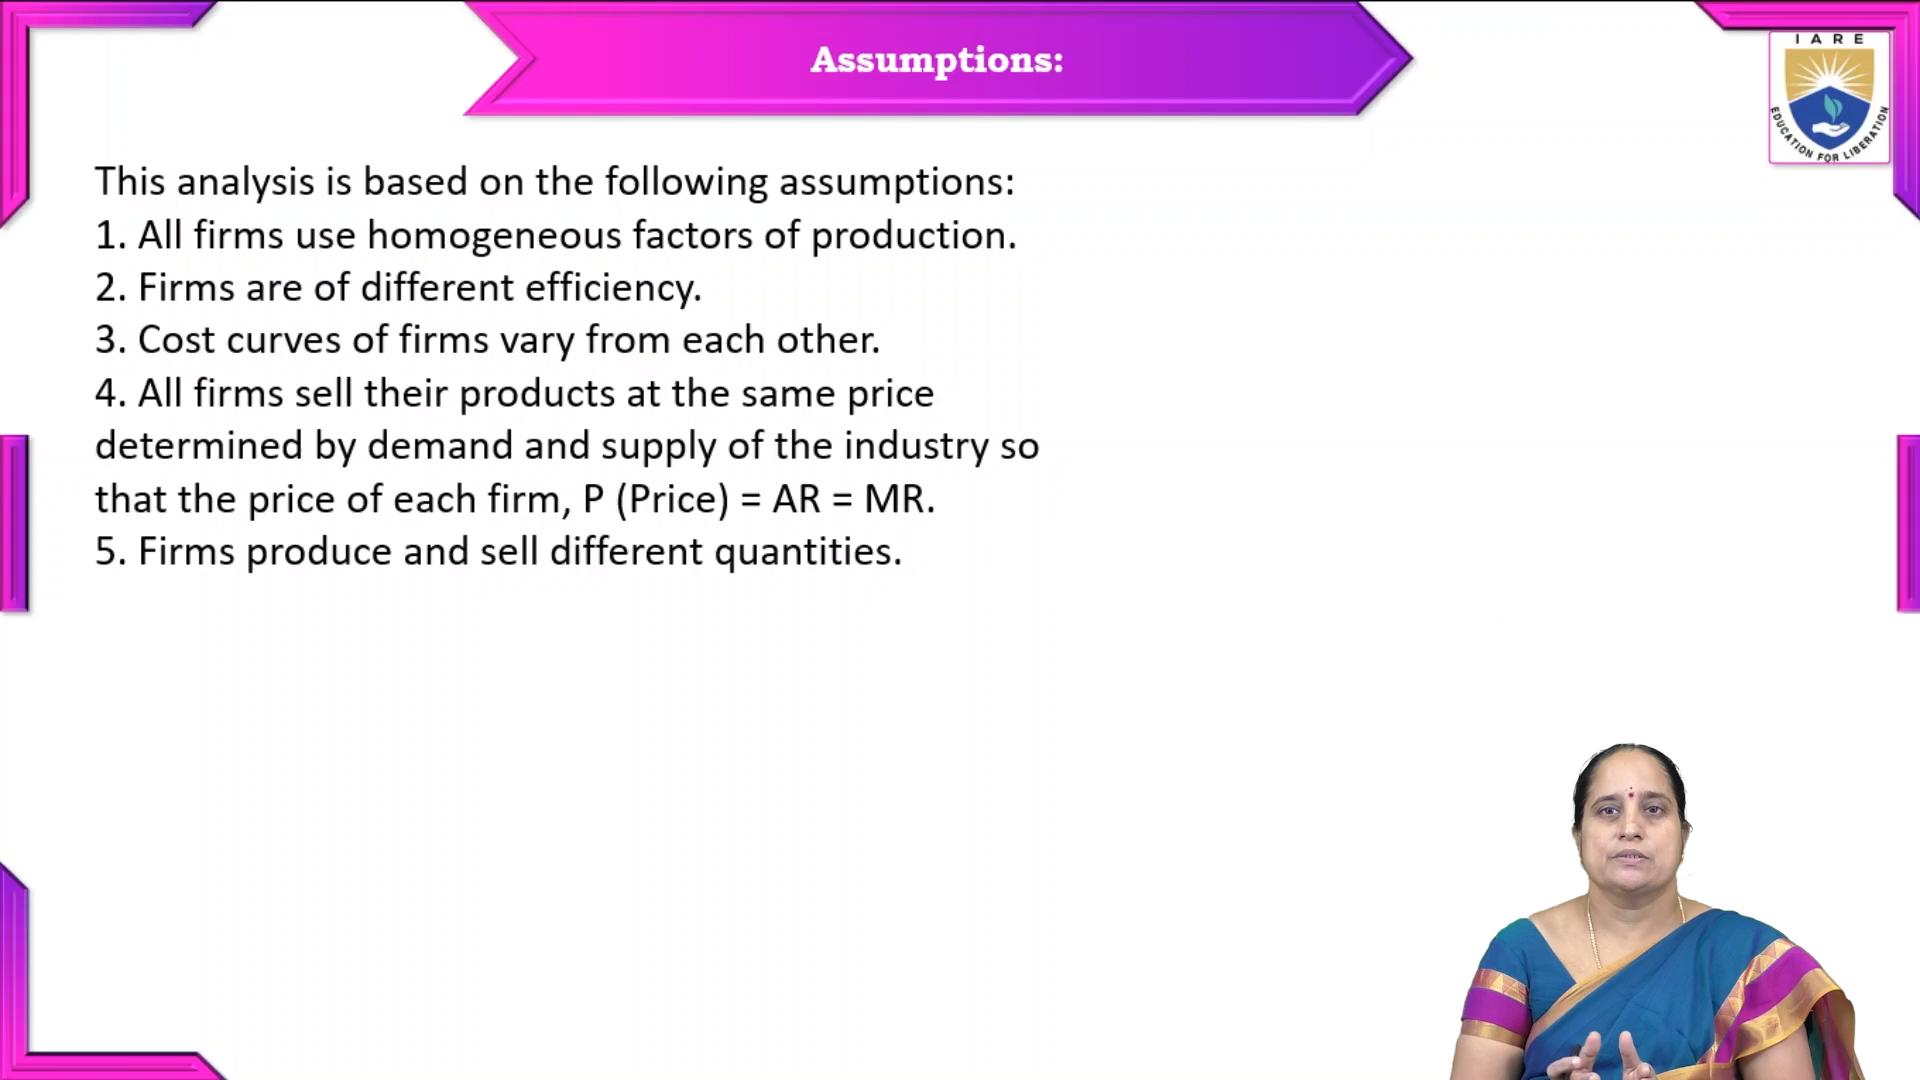 Assumptions:
I A R E
EDUCATION FOR LIBERATION
This analysis is based on the following assumptions:
1. All firms use homogeneous factors of production.
2. Firms are of different efficiency.
3. Cost curves of firms vary from each other.
4. All firms sell their products at the same price
determined by demand and supply of the industry so
that the price of each firm, P (Price) = AR = MR.
5. Firms produce and sell different quantities.